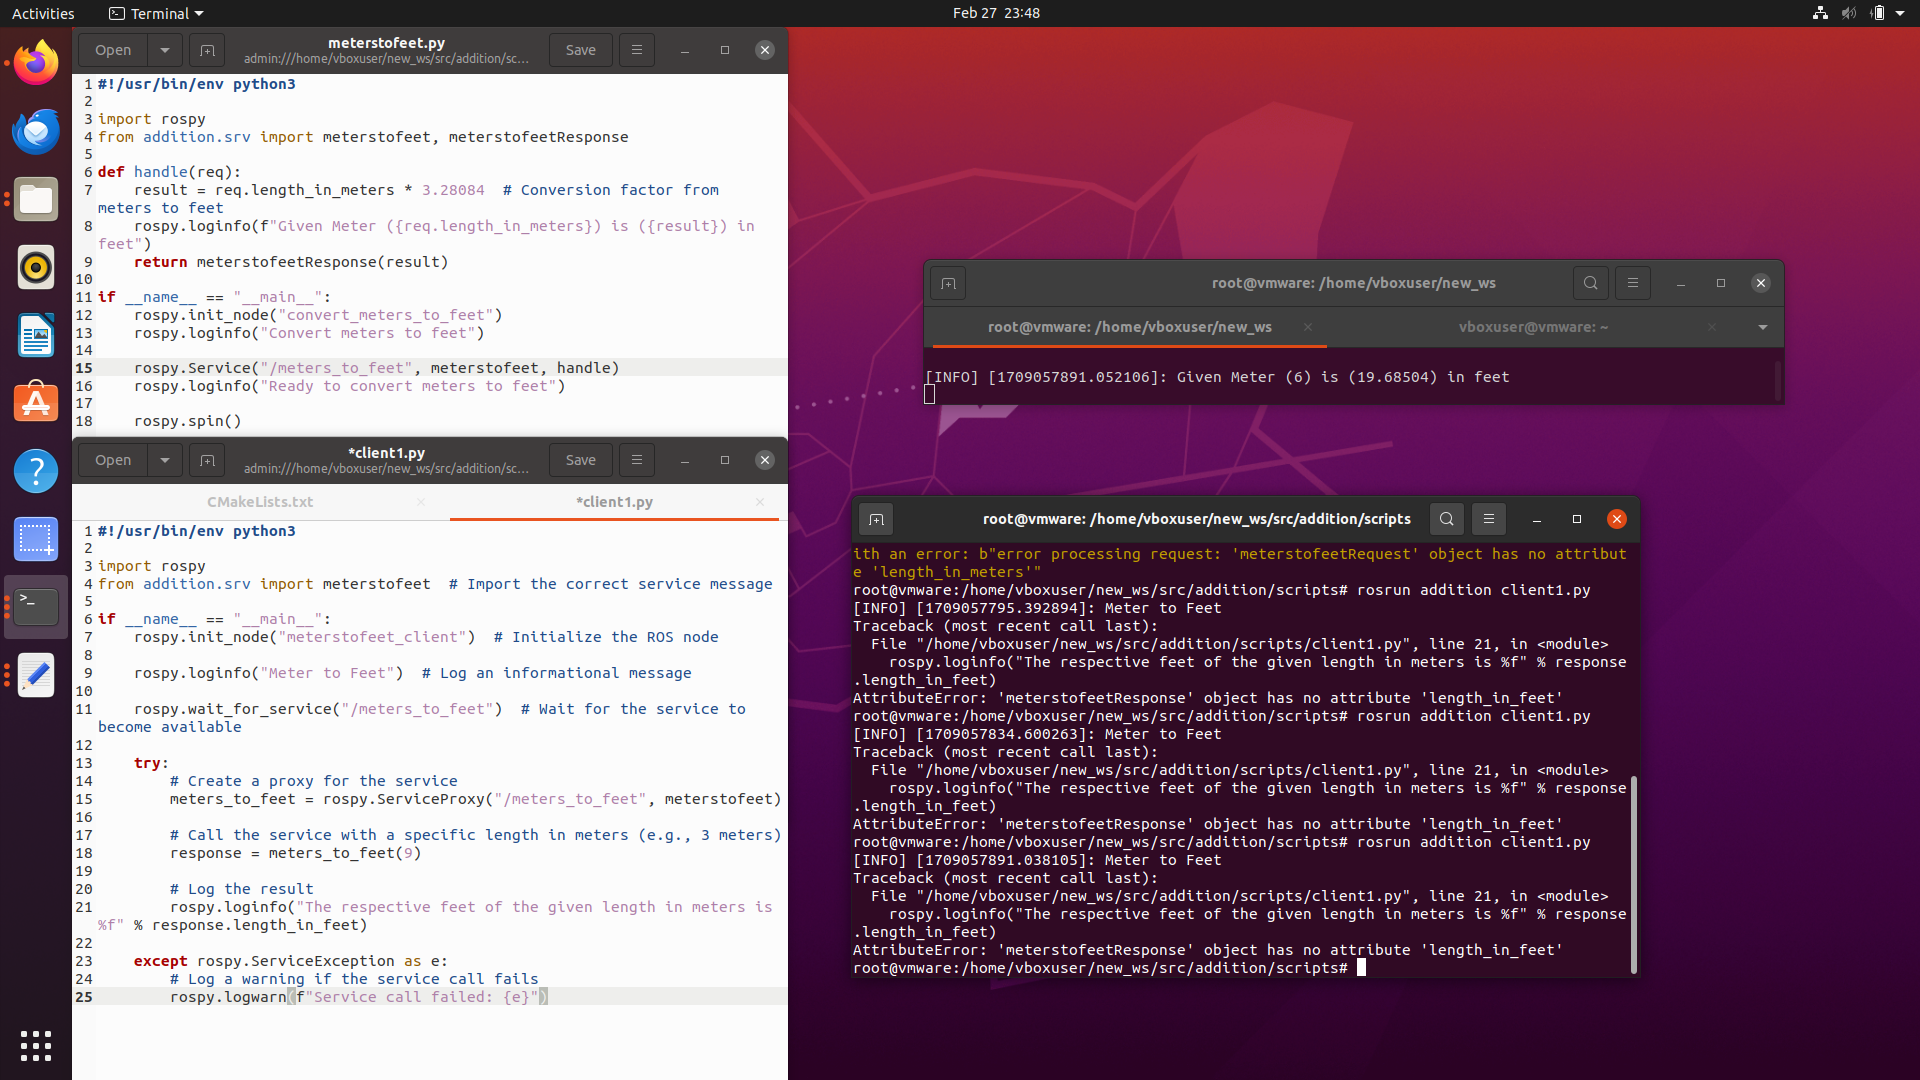 Activities
Terminal
Feb 27 23:48
Open
meterstofeet.py
admin:///home/vboxuser/new_ws/src/addition/sc...
Save
1 #!/usr/bin/env python3
2
3 import rospy
4 from addition.srv import meterstofeet, meterstofeetResponse
5
6 def handle(req):
7     result = req.length_in_meters * 3.28084  # Conversion factor from
meters to feet
8     rospy.loginfo(f"Given Meter ({req.length_in_meters}) is ({result}) in
feet")
9     return meterstofeetResponse(result)
10
11 if __name__ == "__main__":
12     rospy.init_node("convert_meters_to_feet")
13     rospy.loginfo("Convert meters to feet")
14
15     rospy.Service("/meters_to_feet", meterstofeet, handle)
16     rospy.loginfo("Ready to convert meters to feet")
17
18     rospy.spin()
Open
*client1.py
admin:///home/vboxuser/new_ws/src/addition/sc...
Save
CMakeLists.txt
*client1.py
1 #!/usr/bin/env python3
2
3 import rospy
4 from addition.srv import meterstofeet  # Import the correct service message
5
6 if __name__ == "__main__":
7     rospy.init_node("meterstofeet_client")  # Initialize the ROS node
8
9     rospy.loginfo("Meter to Feet")  # Log an informational message
10
11     rospy.wait_for_service("/meters_to_feet")  # Wait for the service to
become available
12
13     try:
14         # Create a proxy for the service
15         meters_to_feet = rospy.ServiceProxy("/meters_to_feet", meterstofeet)
16
17         # Call the service with a specific length in meters (e.g., 3 meters)
18         response = meters_to_feet(9)
19
20         # Log the result
21         rospy.loginfo("The respective feet of the given length in meters is
%f" % response.length_in_feet)
22
23     except rospy.ServiceException as e:
24         # Log a warning if the service call fails
25         rospy.logwarn(f"Service call failed: {e}")
root@vmware: /home/vboxuser/new_ws
root@vmware: /home/vboxuser/new_ws
vboxuser@vmware: ~
[INFO] [1709057891.052106]: Given Meter (6) is (19.68504) in feet
root@vmware: /home/vboxuser/new_ws/src/addition/scripts
ith an error: b"error processing request: 'meterstofeetRequest' object has no attribut
e 'length_in_meters'"
root@vmware:/home/vboxuser/new_ws/src/addition/scripts# rosrun addition client1.py
[INFO] [1709057795.392894]: Meter to Feet
Traceback (most recent call last):
  File "/home/vboxuser/new_ws/src/addition/scripts/client1.py", line 21, in <module>
    rospy.loginfo("The respective feet of the given length in meters is %f" % response
.length_in_feet)
AttributeError: 'meterstofeetResponse' object has no attribute 'length_in_feet'
root@vmware:/home/vboxuser/new_ws/src/addition/scripts# rosrun addition client1.py
[INFO] [1709057834.600263]: Meter to Feet
Traceback (most recent call last):
  File "/home/vboxuser/new_ws/src/addition/scripts/client1.py", line 21, in <module>
    rospy.loginfo("The respective feet of the given length in meters is %f" % response
.length_in_feet)
AttributeError: 'meterstofeetResponse' object has no attribute 'length_in_feet'
root@vmware:/home/vboxuser/new_ws/src/addition/scripts# rosrun addition client1.py
[INFO] [1709057891.038105]: Meter to Feet
Traceback (most recent call last):
  File "/home/vboxuser/new_ws/src/addition/scripts/client1.py", line 21, in <module>
    rospy.loginfo("The respective feet of the given length in meters is %f" % response
.length_in_feet)
AttributeError: 'meterstofeetResponse' object has no attribute 'length_in_feet'
root@vmware:/home/vboxuser/new_ws/src/addition/scripts#